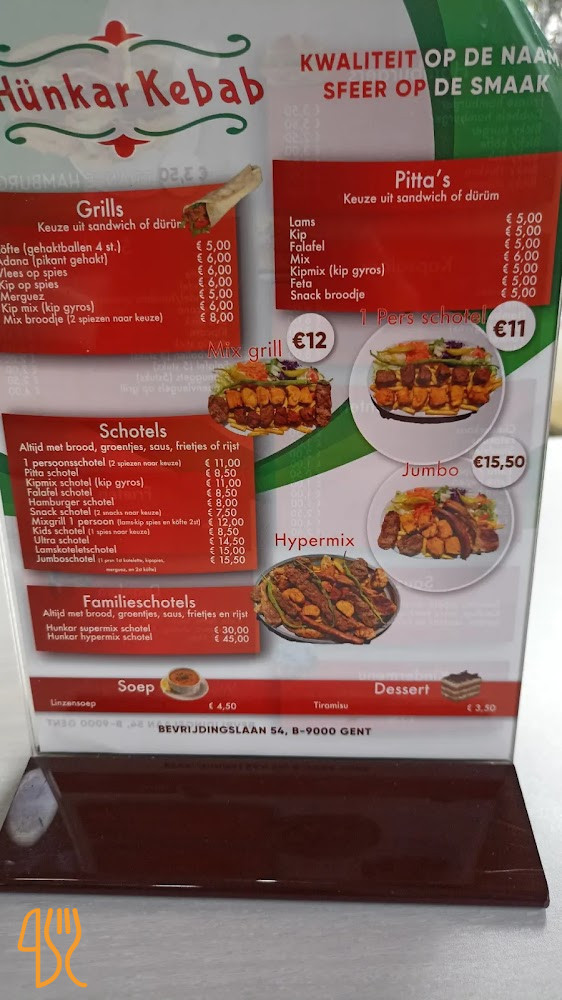 Hünkar Kebab
KWALITEIT OP DE NAAM
SFEER OP DE SMAAK
Grills
Keuze uit sandwich of dürüm
Köfte (gehaktballen 4 st.) € 5,00
Adana (pikant gehakt) € 6,00
Vlees op spies € 6,00
Kip op spies € 6,00
Merguez € 5,00
Kip mix (kip gyros) € 6,00
Mix broodje (2 spiezen naar keuze) € 8,00
Pitta's
Keuze uit sandwich of dürüm
Lams € 5,00
Kip € 5,00
Falafel € 5,00
Mix € 6,00
Kipmix (kip gyros) € 5,00
Feta € 5,00
Snack broodje € 5,00
Mix grill €12
1 Pers schotel €11
Schotels
Altijd met brood, groentjes, saus, frietjes of rijst
1 persoonsschotel (2 spiezen naar keuze) € 11,00
Pitta schotel € 8,50
Kipmix schotel (kip gyros) € 11,00
Falafel schotel € 8,50
Hamburger schotel € 8,00
Snack schotel (2 snacks naar keuze) € 7,50
Mixgrill 1 persoon (lams-kip spies en köfte 2st) € 12,00
Kids schotel (1 spies naar keuze) € 8,50
Ultra schotel € 14,50
Lamskoteletschotel € 15,00
Jumboschotel € 15,50
Jumbo €15,50
Hypermix
Familieschotels
Altijd met brood, groentjes, saus, frietjes en rijst
Hunkar supermix schotel € 30,00
Hunkar hypermix schotel € 45,00
Soep
Linzensoep € 4,50
Dessert
Tiramisu € 3,50
BEVRIJDINGSLAAN 54, B-9000 GENT